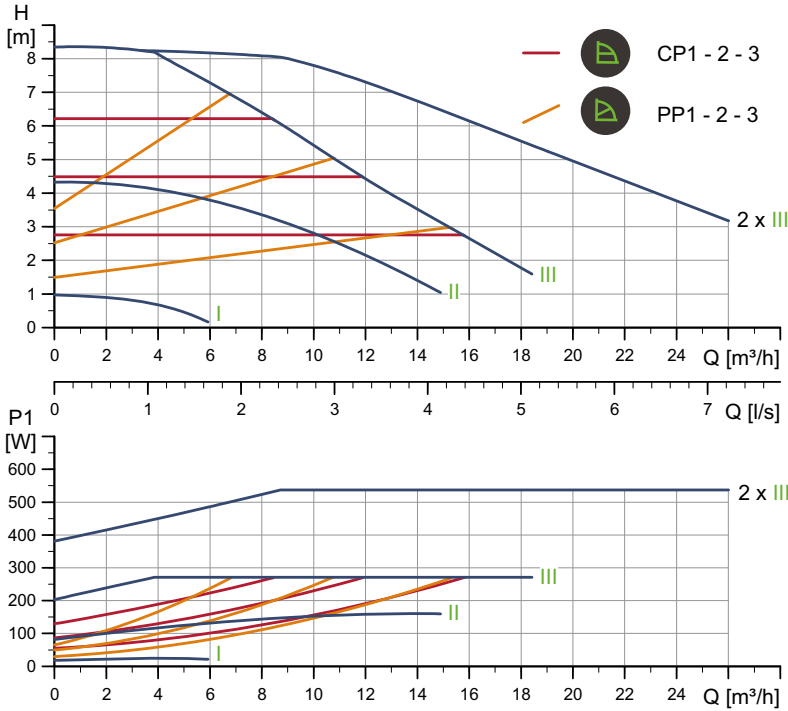 H
[m]
8
7
6
5
4
3
2
1
0
CP1 - 2 - 3
PP1 - 2 - 3
2 x III
III
II
I
0 2 4 6 8 10 12 14 16 18 20 22 24 Q [m³/h]
0 1 2 3 4 5 6 7 Q [l/s]
P1
[W]
600
500
400
300
200
100
0
2 x III
III
II
I
0 2 4 6 8 10 12 14 16 18 20 22 24 Q [m³/h]